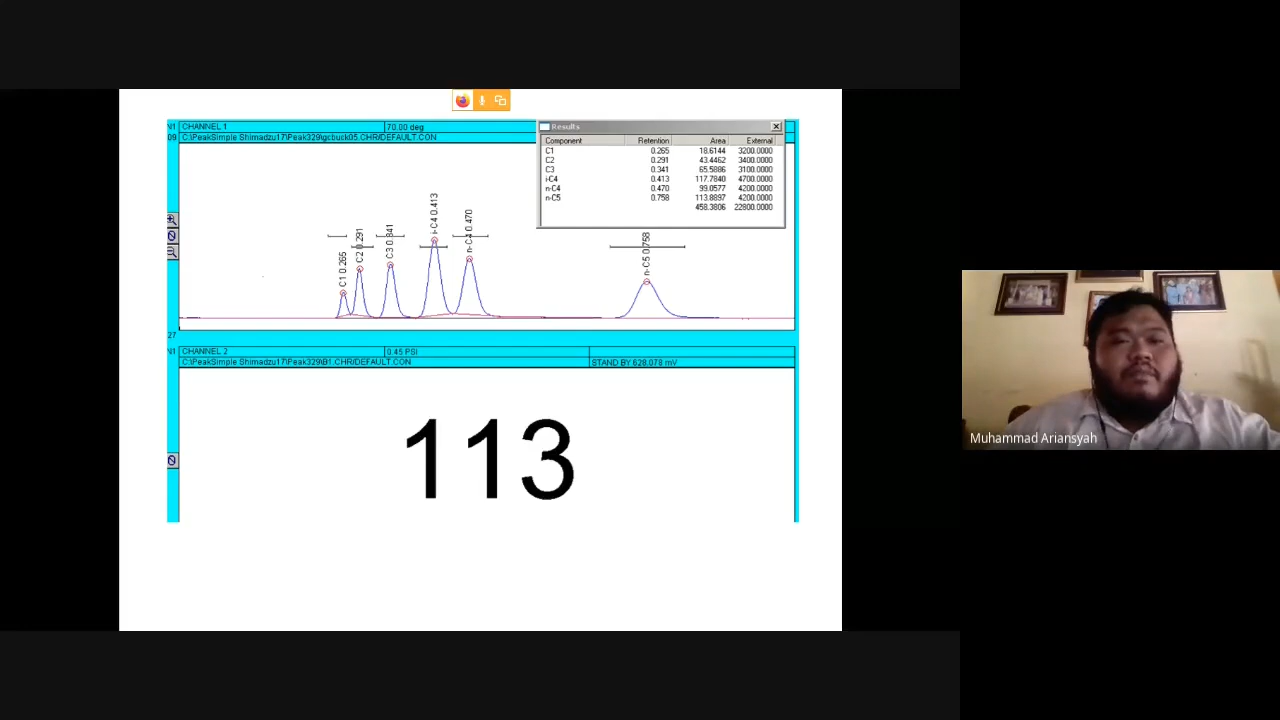 N1 CHANNEL 1 70.00 deg
09 C:\PeakSimple Shimadzu17\Peak329\gcbuck05.CHR/DEFAULT.CON
Results
Component Retention Area External
C1 0.265 18.6144 3200.0000
C2 0.291 43.4462 3400.0000
C3 0.341 65.5886 3100.0000
i-C4 0.413 117.7840 4700.0000
n-C4 0.470 99.0577 4200.0000
n-C5 0.758 113.8897 4200.0000
458.3806 22800.0000
C1 0.265
C2 0.291
C3 0.341
i-C4 0.413
n-C4 0.470
n-C5 0.758
27
N1 CHANNEL 2 0.45 PSI
C:\PeakSimple Shimadzu17\Peak329\B1.CHR/DEFAULT.CON STAND BY 628.078 mV
113
Muhammad Ariansyah